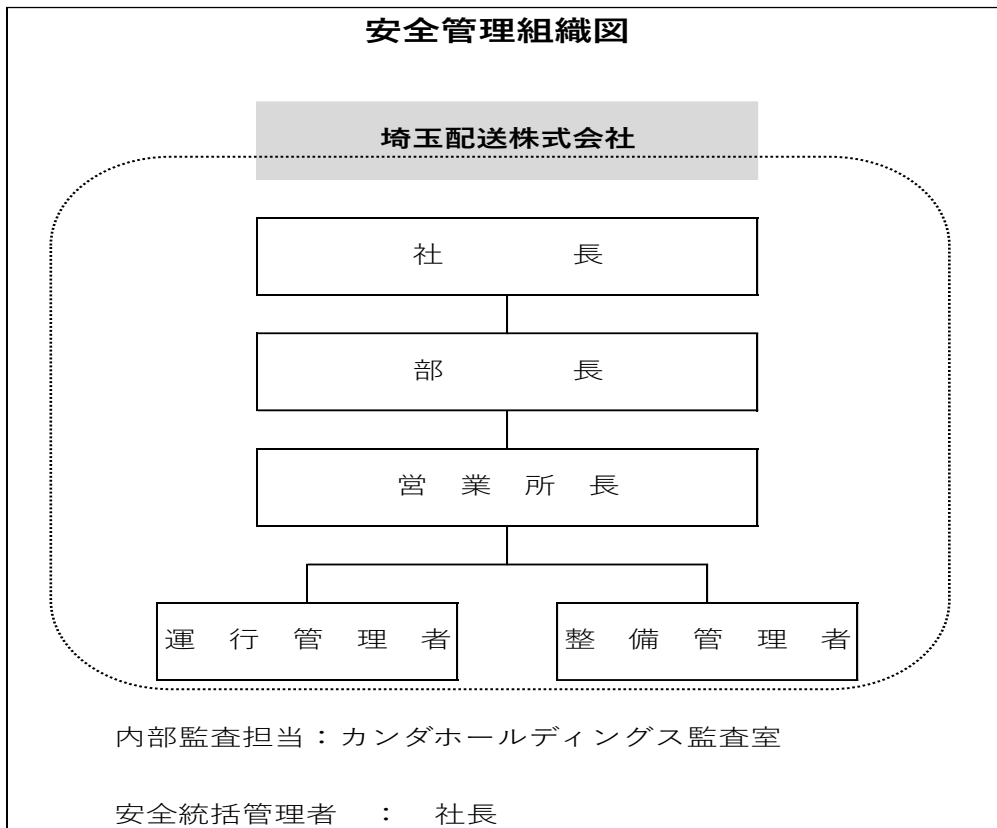 安全管理組織図
埼玉配送株式会社
社　　　　長
部　　　　長
営　業　所　長
運　行　管　理　者
整　備　管　理　者
内部監査担当：カンダホールディングス監査室
安全統括管理者　：　社長